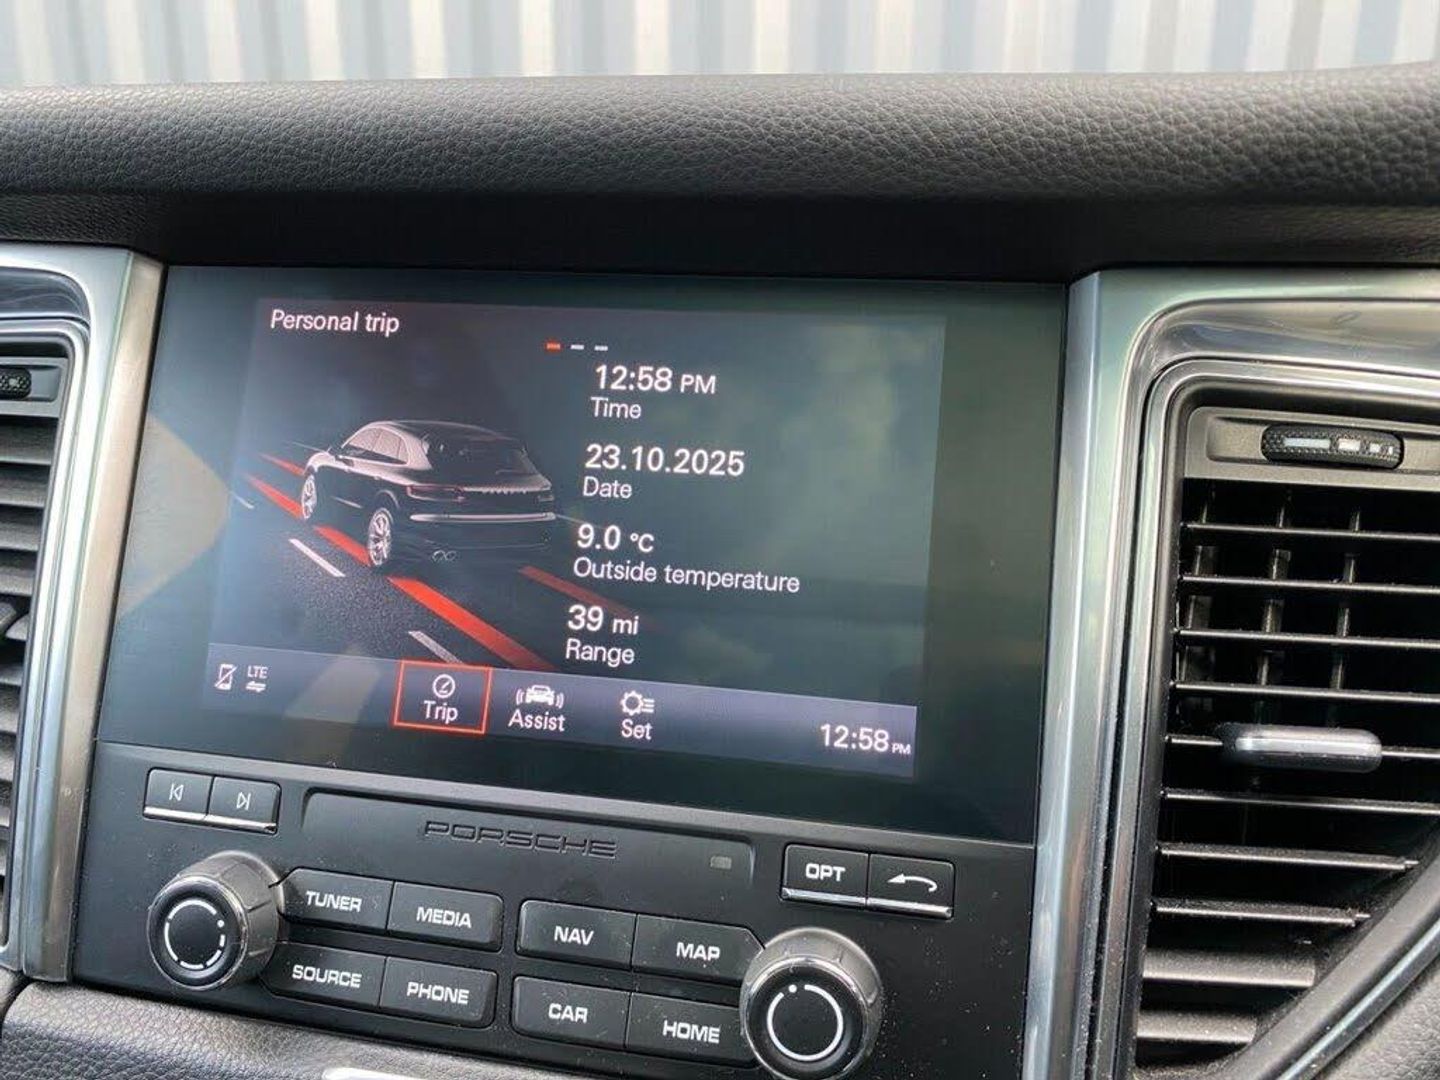 Personal trip
12:58 PM
Time
23.10.2025
Date
9.0 °C
Outside temperature
39 mi
Range
LTE
Trip
Assist
Set
12:58 PM
PORSCHE
OPT
TUNER
MEDIA
NAV
MAP
SOURCE
PHONE
CAR
HOME